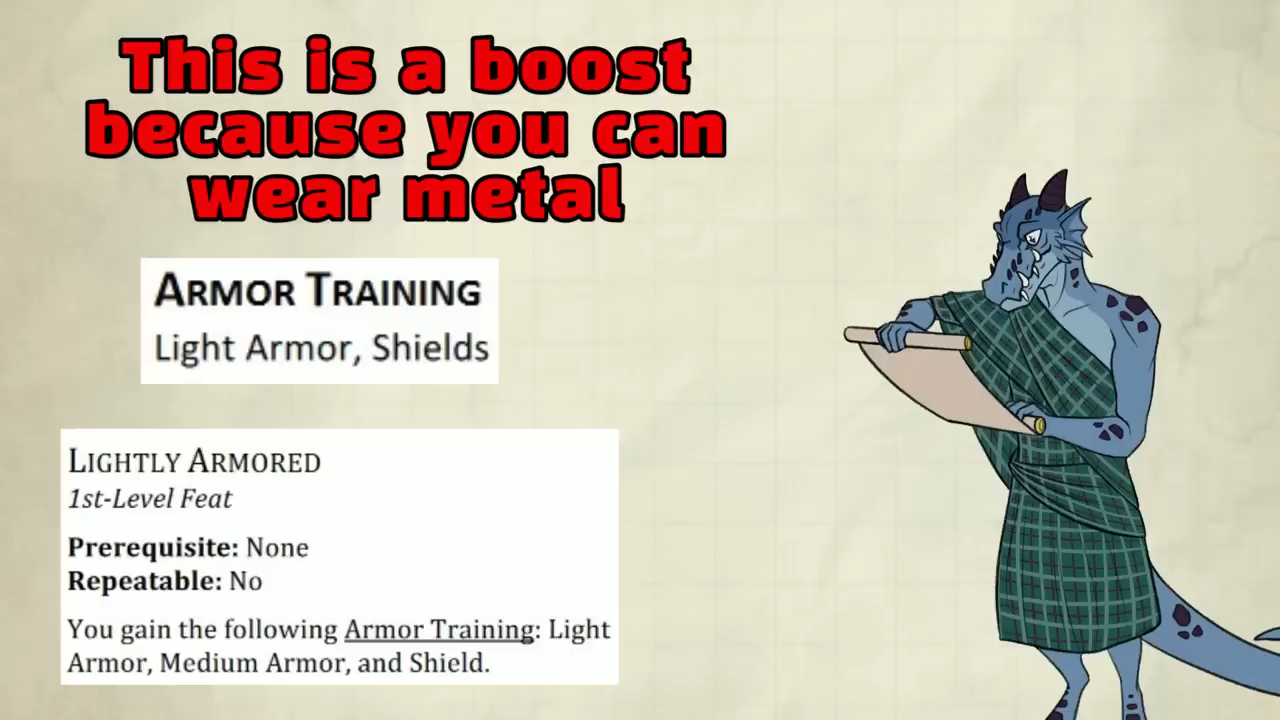 This is a boost
because you can
wear metal
ARMOR TRAINING
Light Armor, Shields
LIGHTLY ARMORED
1st-Level Feat
Prerequisite: None
Repeatable: No
You gain the following Armor Training: Light
Armor, Medium Armor, and Shield.